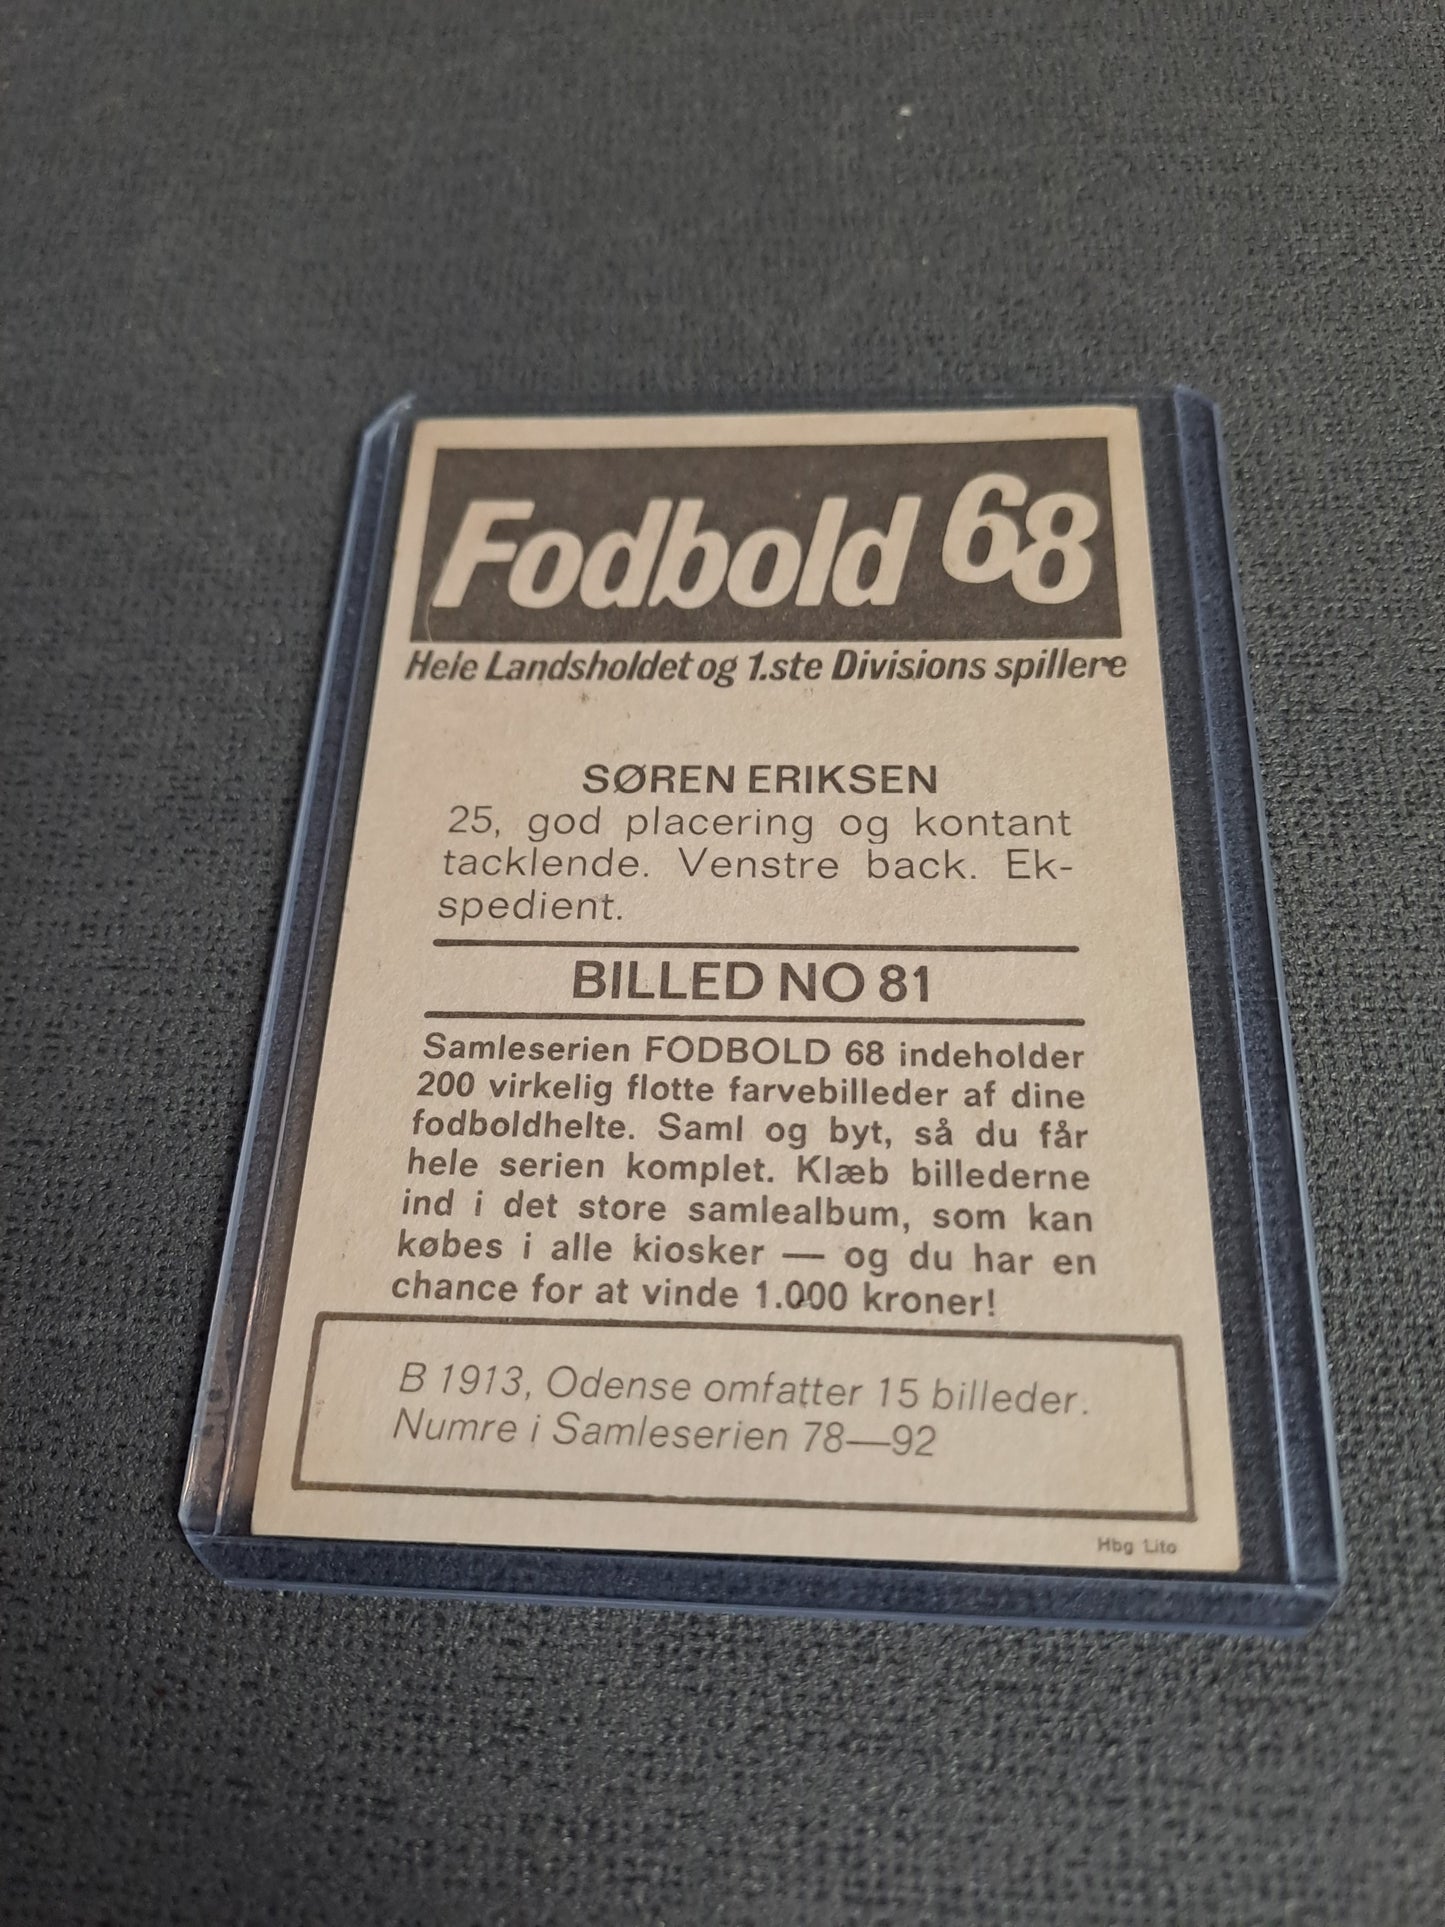 Fodbold 68
Hele Landsholdet og 1.ste Divisions spillere
SØREN ERIKSEN
25, god placering og kontant
tacklende. Venstre back. Ek-
spedient.
BILLED NO 81
Samleserien FODBOLD 68 indeholder
200 virkelig flotte farvebilleder af dine
fodboldhelte. Saml og byt, så du får
hele serien komplet. Klæb billederne
ind i det store samlealbum, som kan
købes i alle kiosker — og du har en
chance for at vinde 1.000 kroner!
B 1913, Odense omfatter 15 billeder.
Numre i Samleserien 78—92
Hbg Lito